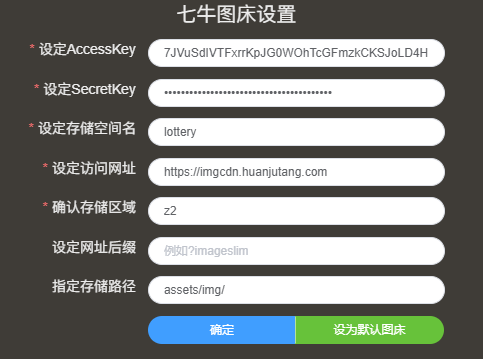 七牛图床设置
* 设定AccessKey 7JVuSdIVTFxrrKpJG0WOhTcGFmzkCKSJoLD4H
* 设定SecretKey ••••••••••••••••••••••••••••••••••••••••
* 设定存储空间名 lottery
* 设定访问网址 https://imgcdn.huanjutang.com
* 确认存储区域 z2
设定网址后缀 例如?imageslim
指定存储路径 assets/img/
确定 设为默认图床